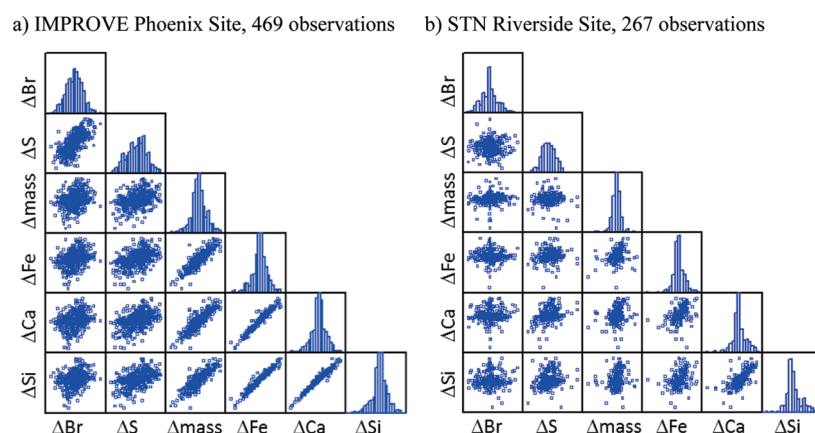 a) IMPROVE Phoenix Site, 469 observations
b) STN Riverside Site, 267 observations
ΔBr
ΔS
Δmass
ΔFe
ΔCa
ΔSi
ΔBr ΔS Δmass ΔFe ΔCa ΔSi
ΔBr
ΔS
Δmass
ΔFe
ΔCa
ΔSi
ΔBr ΔS Δmass ΔFe ΔCa ΔSi